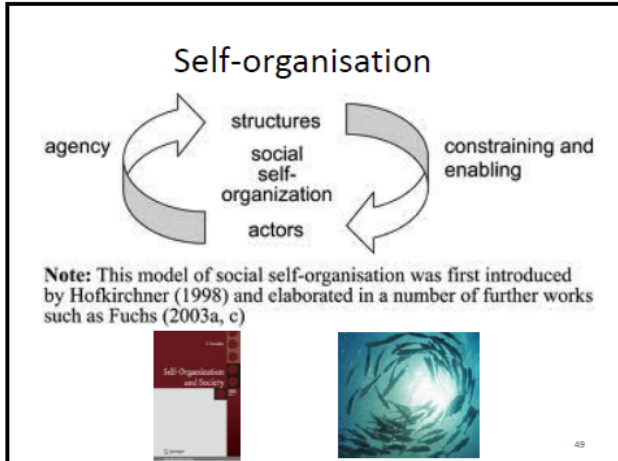 Self-organisation
structures
agency
social
self-
organization
constraining and
enabling
actors
Note: This model of social self-organisation was first introduced
by Hofkirchner (1998) and elaborated in a number of further works
such as Fuchs (2003a, c)
Self-Organization
and Society
Springer
49